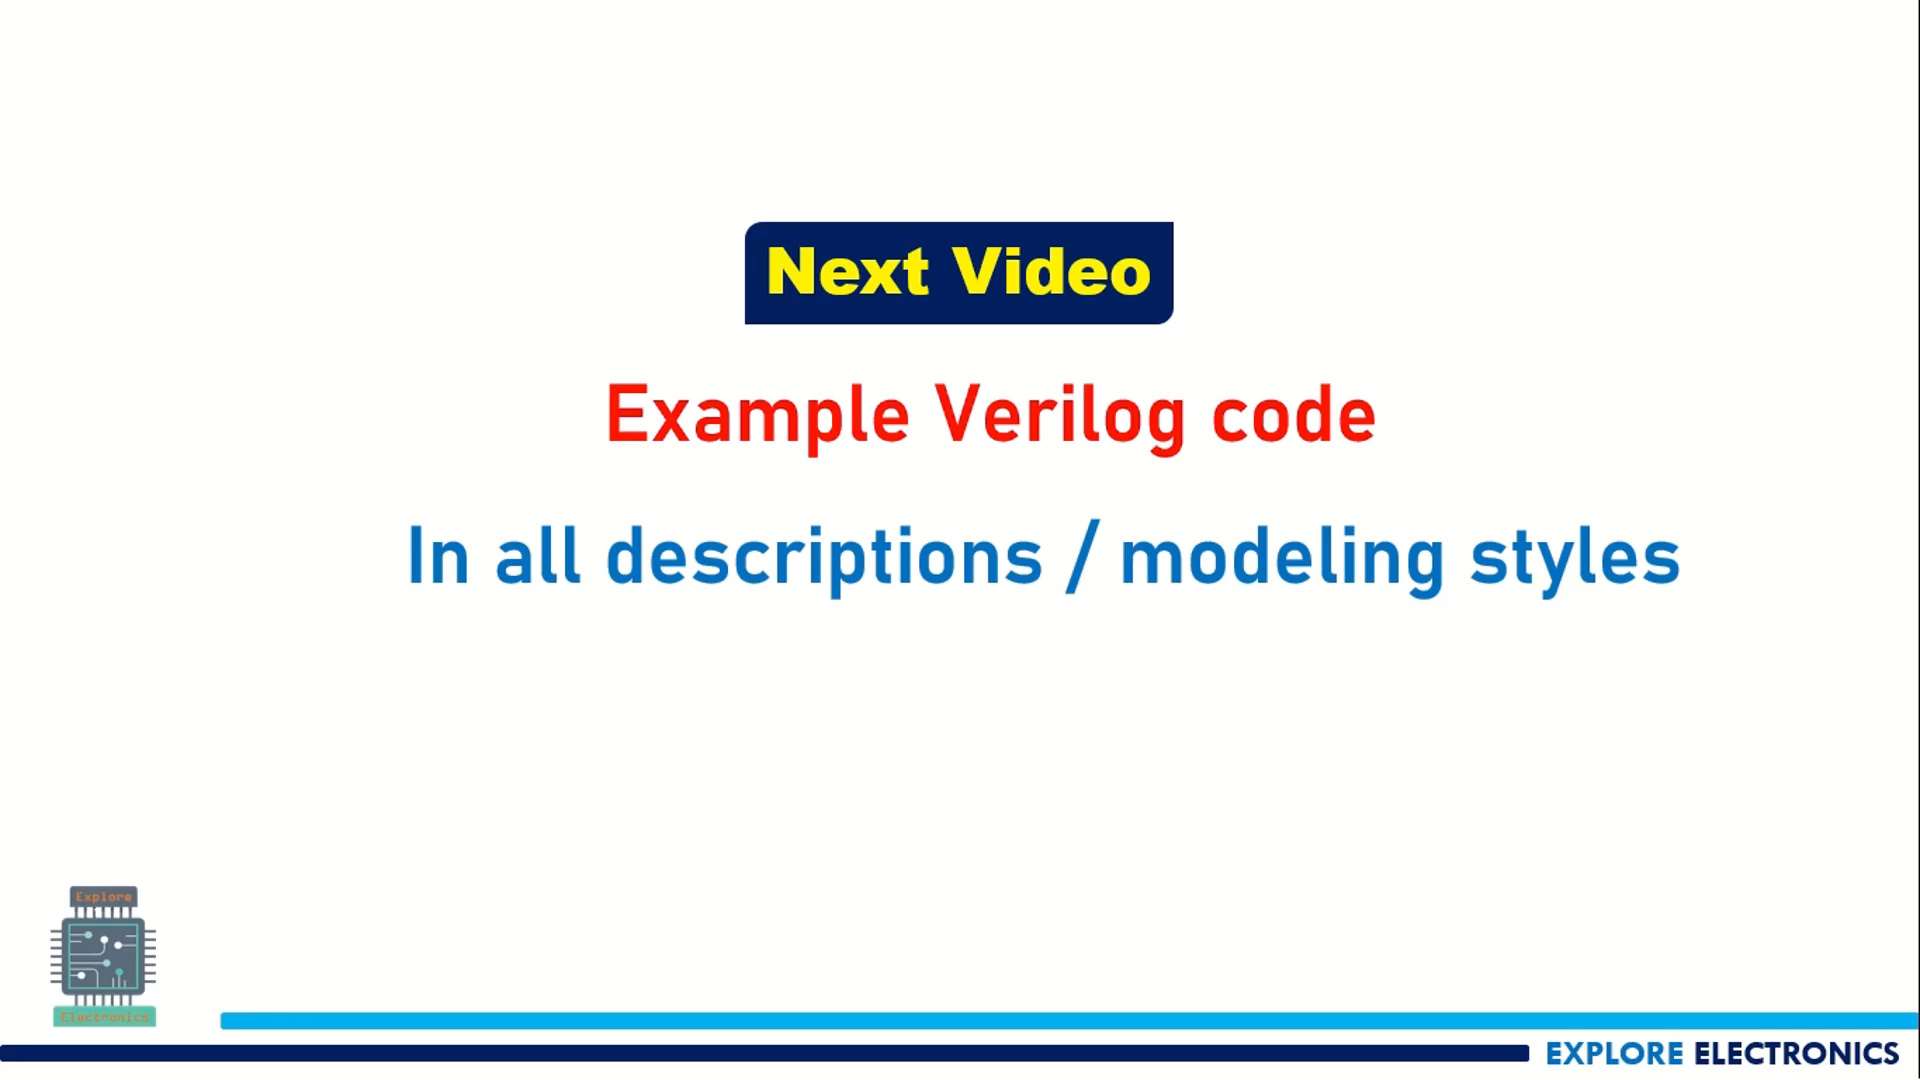 Next Video
Example Verilog code
In all descriptions / modeling styles
Explore
Electronics
EXPLORE ELECTRONICS